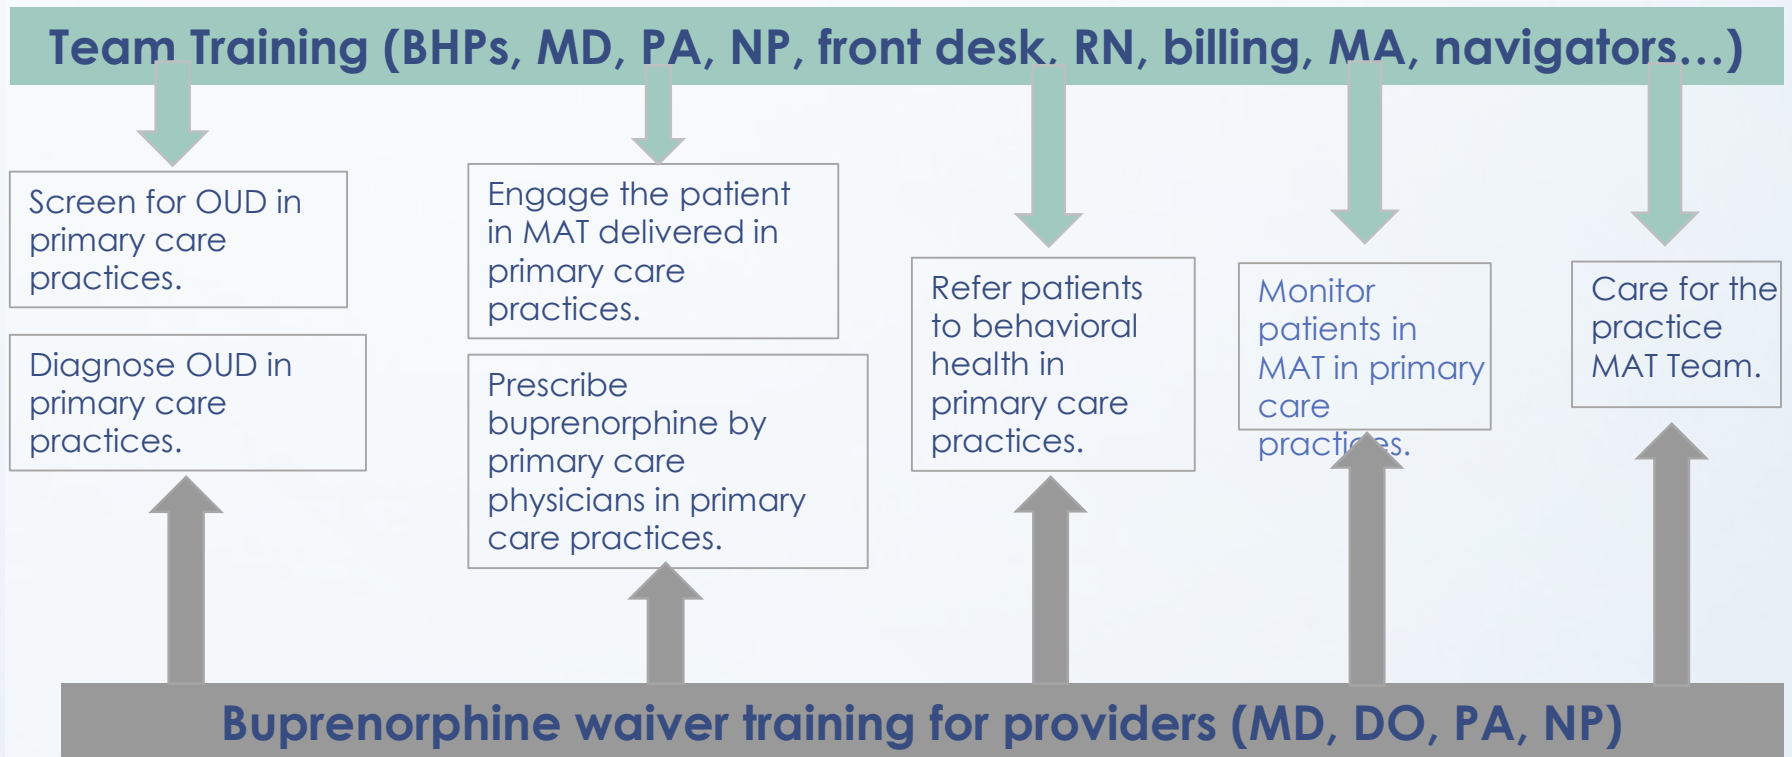 Team Training (BHPs, MD, PA, NP, front desk, RN, billing, MA, navigators…)
Screen for OUD in
primary care
practices.
Diagnose OUD in
primary care
practices.
Engage the patient
in MAT delivered in
primary care
practices.
Prescribe
buprenorphine by
primary care
physicians in primary
care practices.
Refer patients
to behavioral
health in
primary care
practices.
Monitor
patients in
MAT in primary
care
practices.
Care for the
practice
MAT Team.
Buprenorphine waiver training for providers (MD, DO, PA, NP)